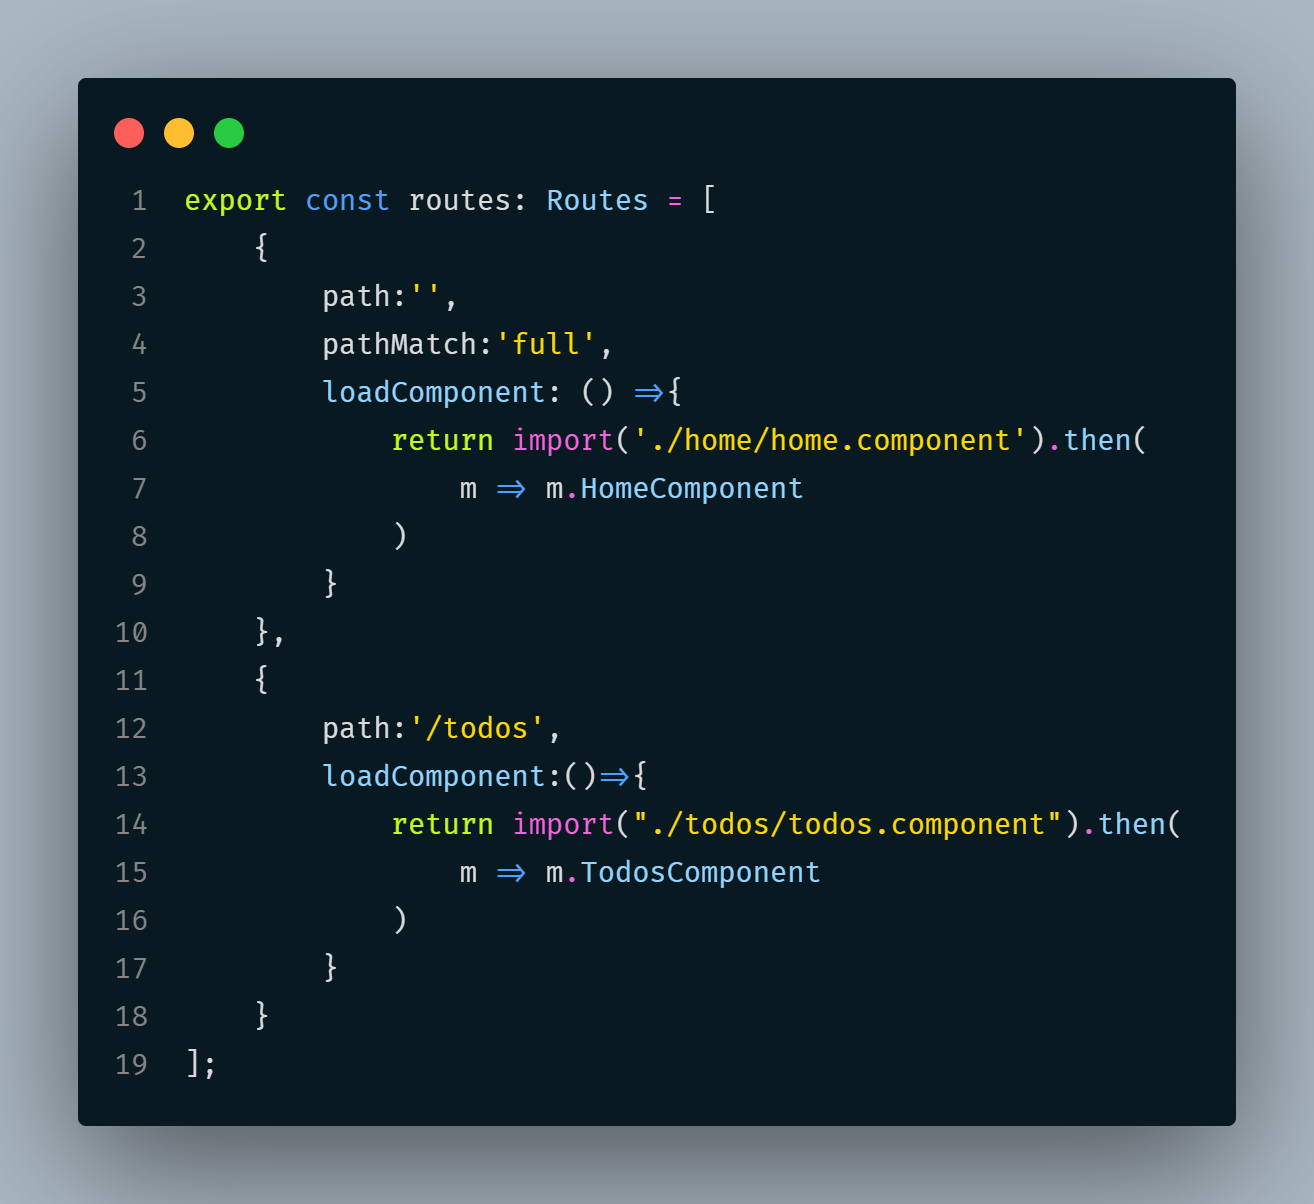 1 export const routes: Routes = [
2     {
3         path:'',
4         pathMatch:'full',
5         loadComponent: () =>{
6             return import('./home/home.component').then(
7                 m => m.HomeComponent
8             )
9         }
10     },
11     {
12         path:'/todos',
13         loadComponent:()=>{
14             return import("./todos/todos.component").then(
15                 m => m.TodosComponent
16             )
17         }
18     }
19 ];